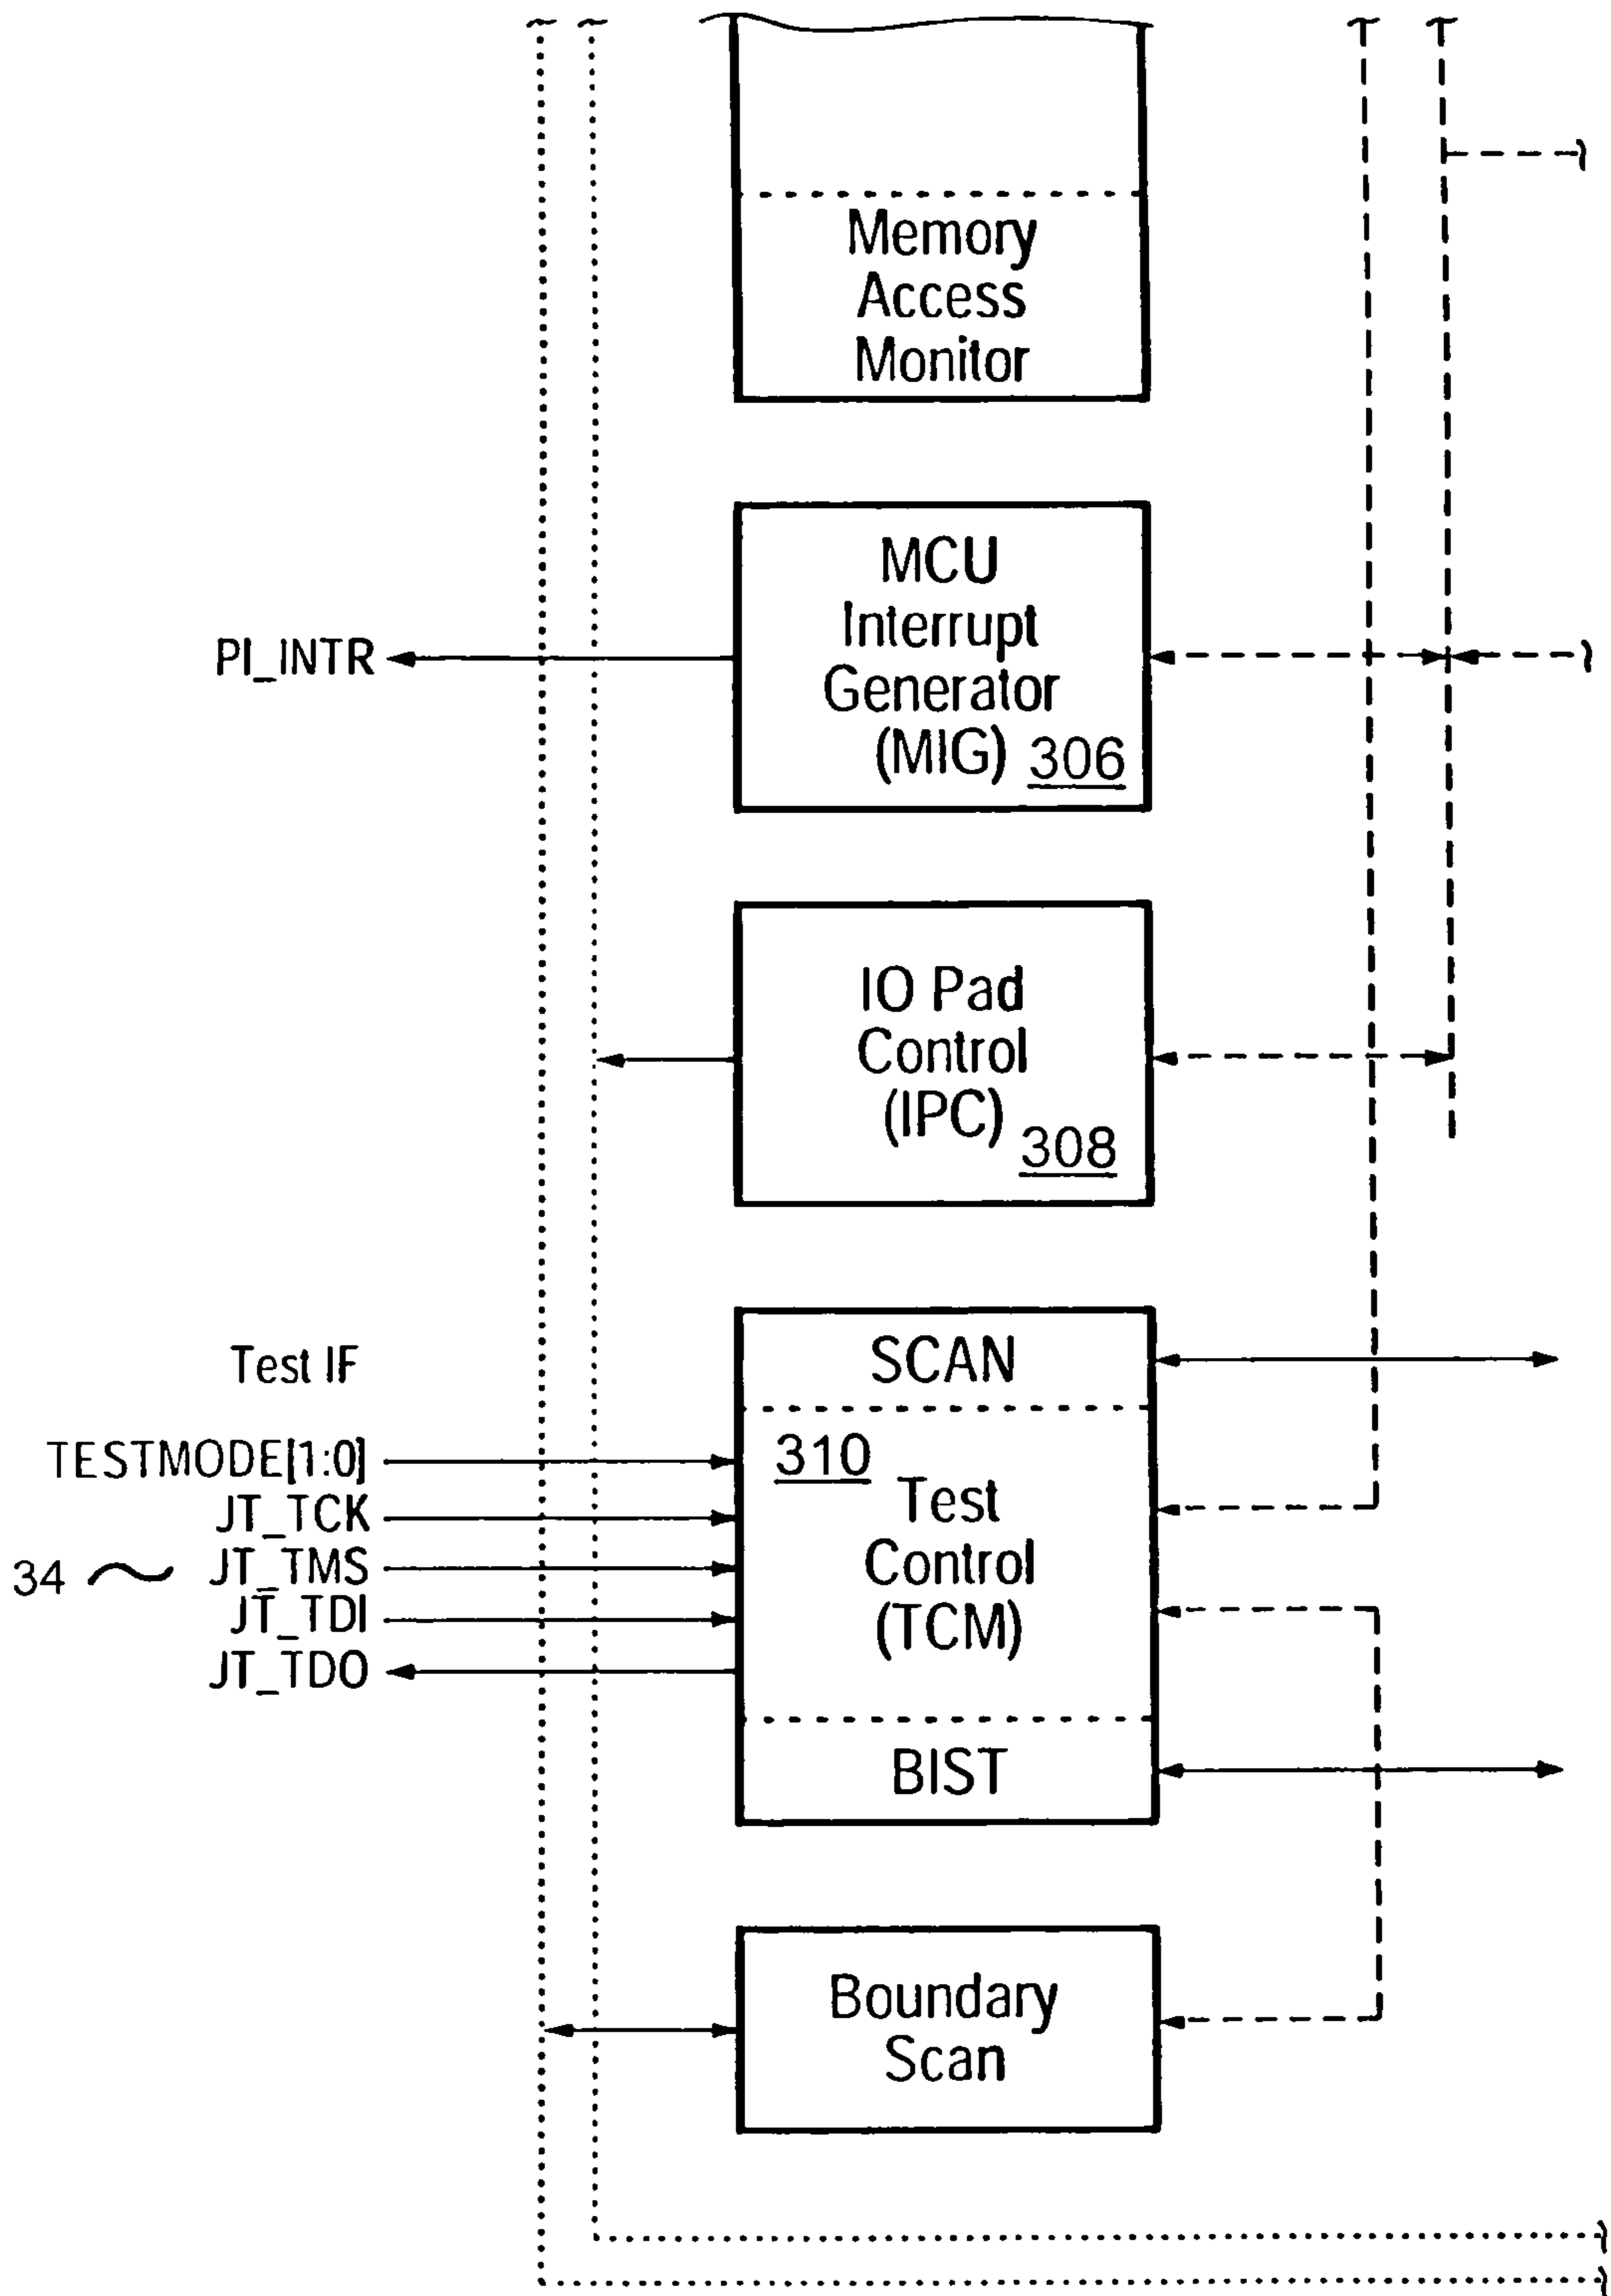 Memory
Access
Monitor
MCU
Interrupt
Generator
(MIG) 306
PI_INTR
IO Pad
Control
(IPC)
308
Test IF
SCAN
TESTMODE[1:0]
JT_TCK
34 JT_TMS
JT_TDI
JT_TDO
310
Test
Control
(TCM)
BIST
Boundary
Scan